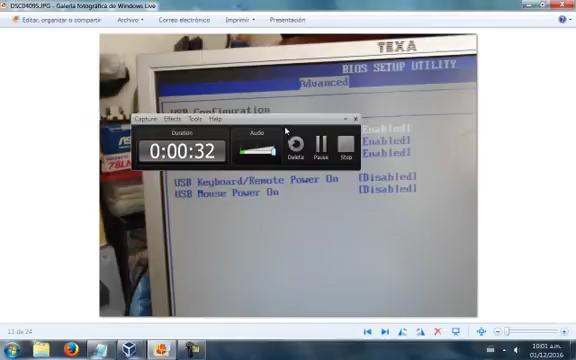 DSC04095.JPG - Galería fotográfica de Windows Live
Editar, organizar o compartir
Archivo
Correo electrónico
Imprimir
Presentación
TEXA
BIOS SETUP UTILITY
Advanced
USB Configuration
Capture Effects Tools Help
Duration
0:00:32
Audio
Delete
Pause
Stop
Enabled]
Enabled]
Enabled]
USB Keyboard/Remote Power On [Disabled]
USB Mouse Power On [Disabled]
11 de 24
10:01 a.m.
01/12/2016